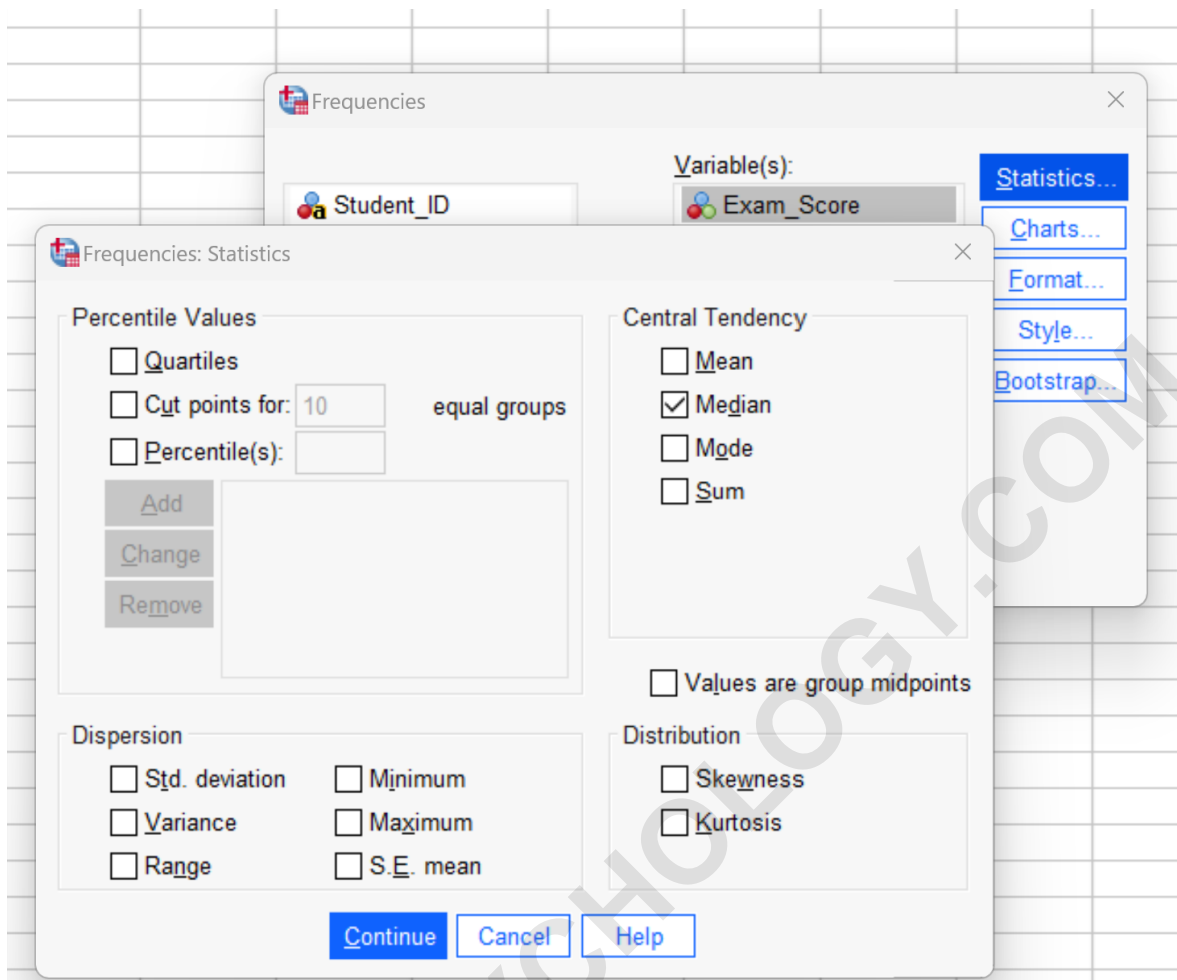 Frequencies
Variable(s):
Student_ID
Exam_Score
Statistics...
Charts...
Format...
Style...
Bootstrap...
Frequencies: Statistics
Percentile Values
Quartiles
Cut points for: 10 equal groups
Percentile(s):
Add
Change
Remove
Central Tendency
Mean
Median
Mode
Sum
Values are group midpoints
Dispersion
Std. deviation
Minimum
Variance
Maximum
Range
S.E. mean
Distribution
Skewness
Kurtosis
Continue
Cancel
Help
YCHOLOGY.COM